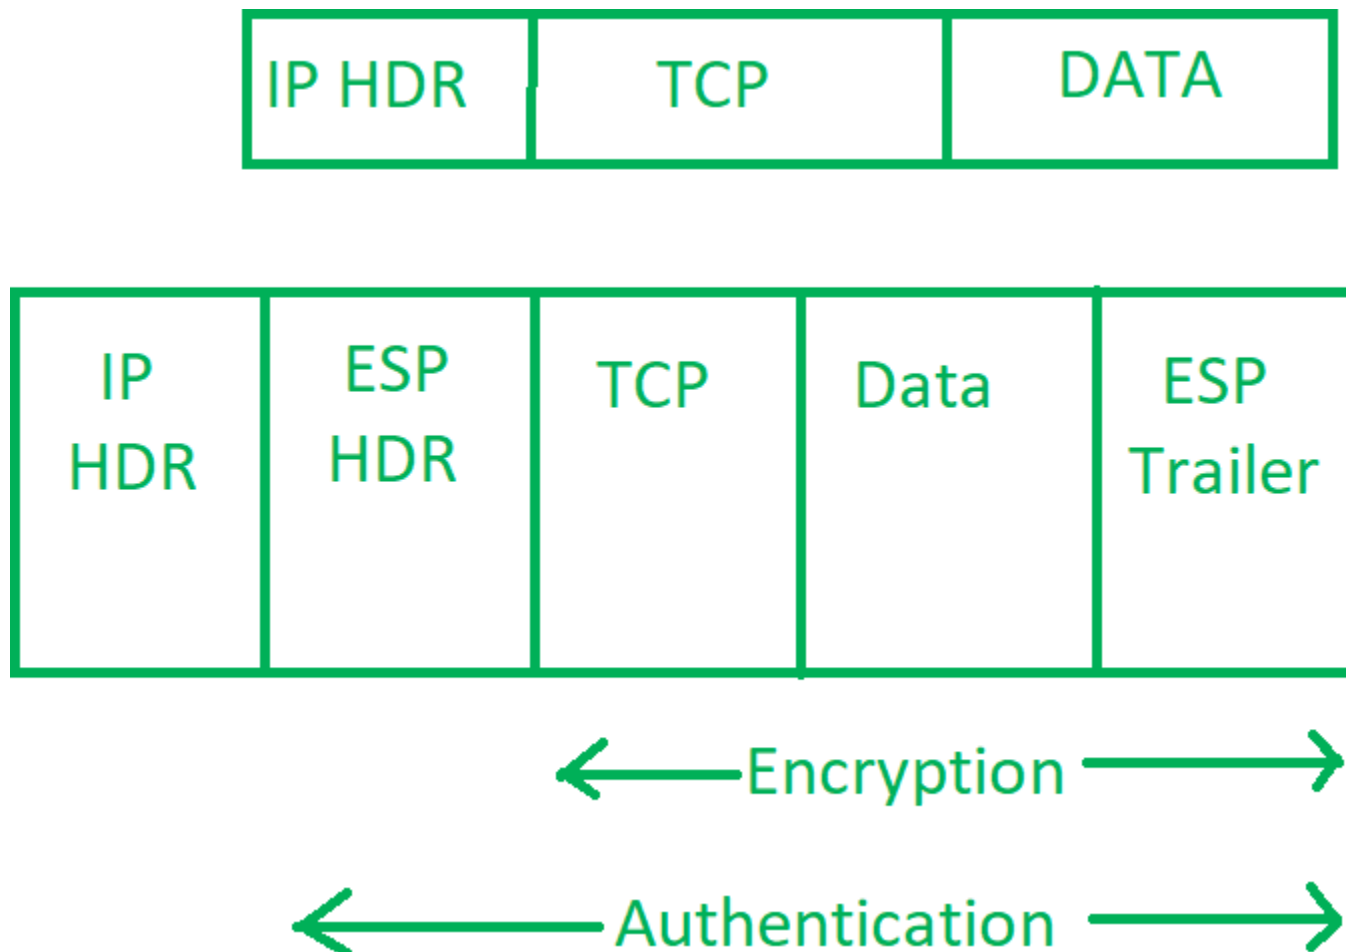 IP HDR
TCP
DATA
IP
HDR
ESP
HDR
TCP
Data
ESP
Trailer
Encryption
Authentication